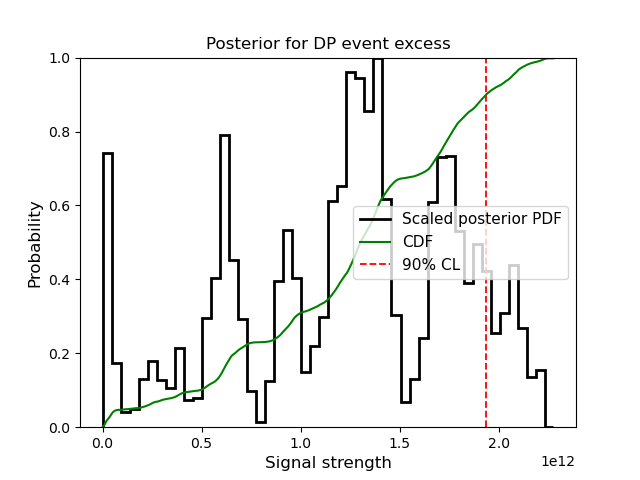 Posterior for DP event excess
1.0
0.8
0.6
0.4
0.2
0.0
Probability
Scaled posterior PDF
CDF
90% CL
0.0 0.5 1.0 1.5 2.0
1e12
Signal strength